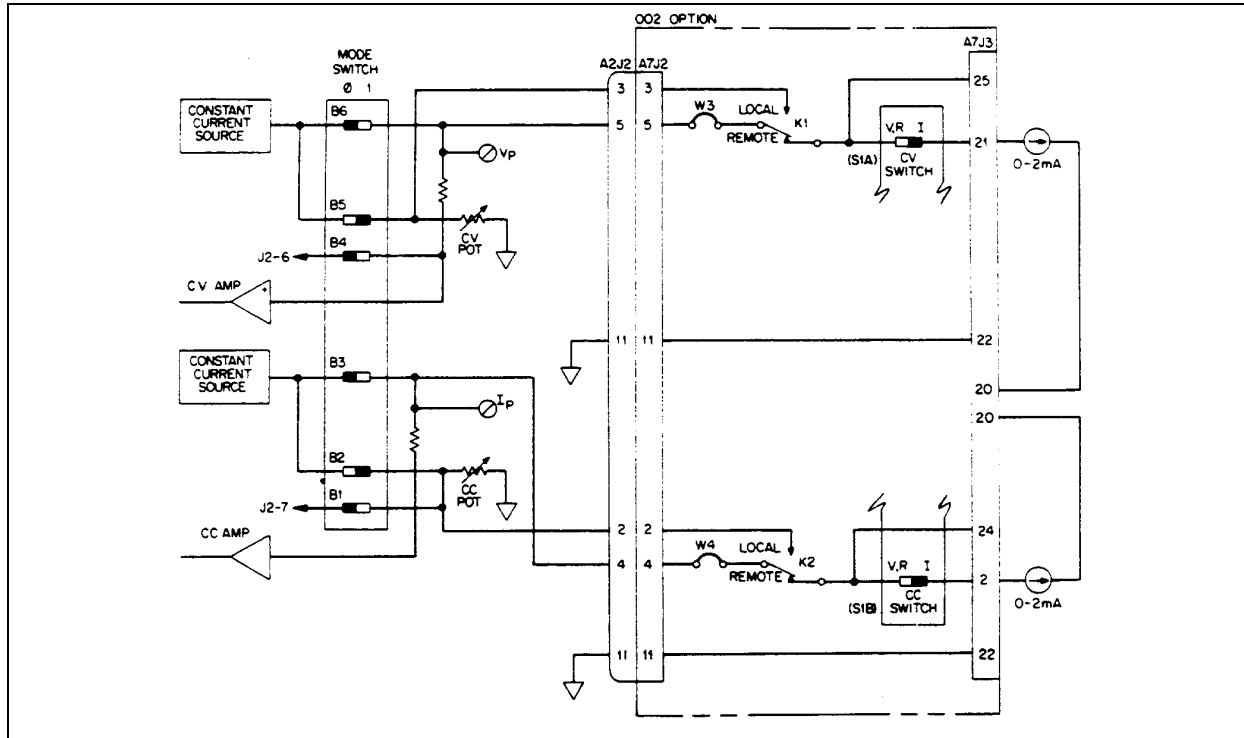 002 OPTION
A7J3
MODE
SWITCH
Ø 1
A2J2 A7J2
CONSTANT
CURRENT
SOURCE
B6
3 3
5 5
W3
LOCAL
REMOTE
K1
25
V,R I
(S1A)
CV
SWITCH
21
0-2mA
VP
B5
B4
J2-6
CV
POT
CV AMP
+
11 11
22
CONSTANT
CURRENT
SOURCE
B3
20
20
IP
B2
B1
J2-7
CC
POT
CC AMP
2 2
4 4
W4
LOCAL
REMOTE
K2
24
V,R I
(S1B)
CC
SWITCH
2
0-2mA
11 11
22